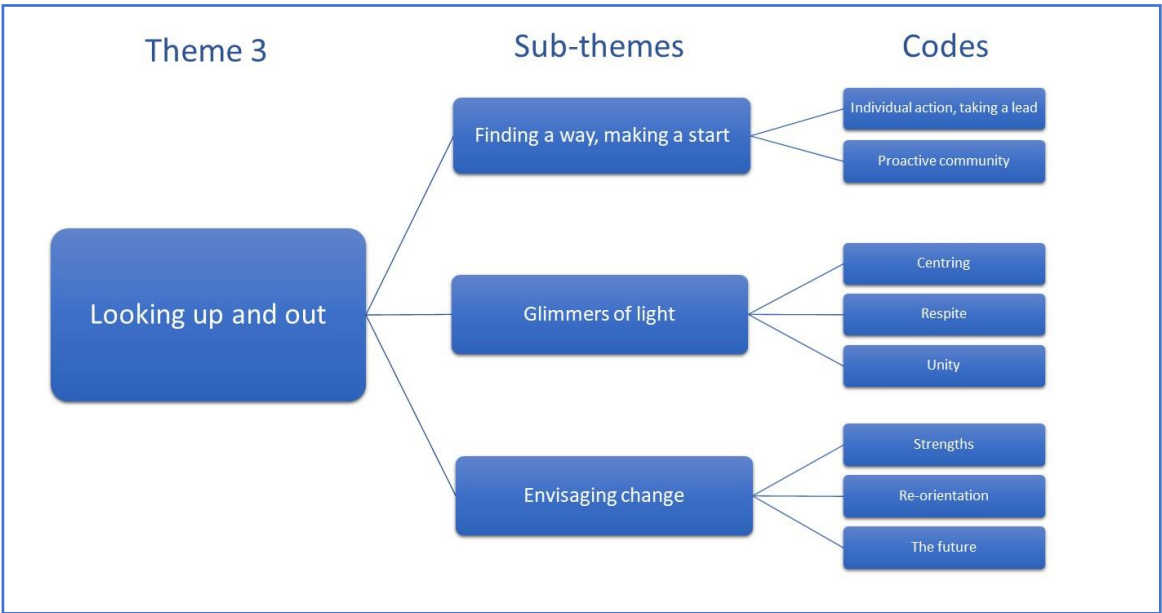 Theme 3
Sub-themes
Codes
Looking up and out
Finding a way, making a start
Individual action, taking a lead
Proactive community
Glimmers of light
Centring
Respite
Unity
Envisaging change
Strengths
Re-orientation
The future